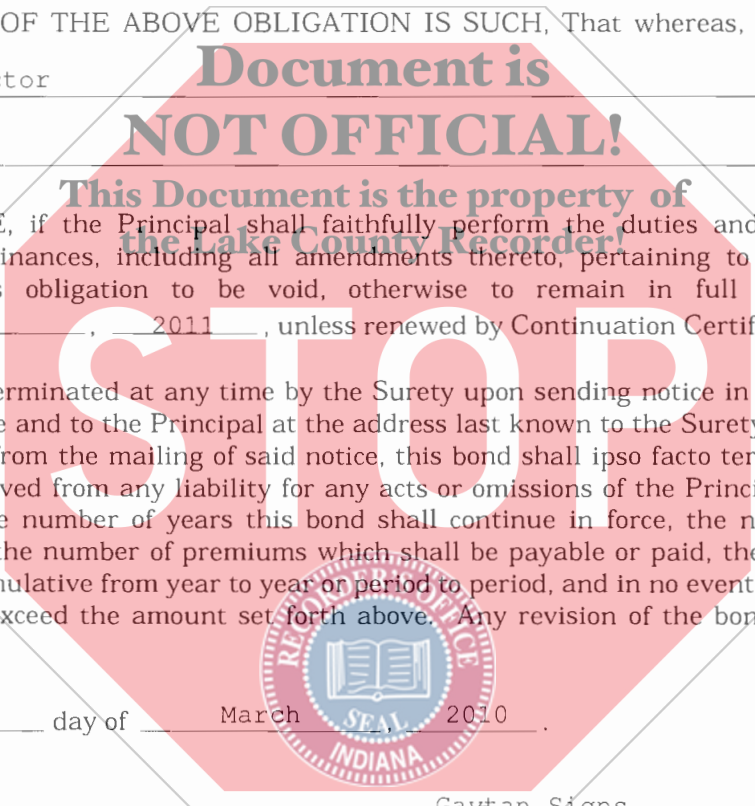 OF THE ABOVE OBLIGATION IS SUCH, That whereas,
Document is
NOT OFFICIAL!
This Document is the property of
the Lake County Recorder!
if the Principal shall faithfully perform the duties and
including all amendments thereto, pertaining to
obligation to be void, otherwise to remain in full
, 2011 , unless renewed by Continuation Certif
erminated at any time by the Surety upon sending notice in
e and to the Principal at the address last known to the Surety
from the mailing of said notice, this bond shall ipso facto ter
ved from any liability for any acts or omissions of the Princi
e number of years this bond shall continue in force, the n
the number of premiums which shall be payable or paid, the
mulative from year to year or period to period, and in no event
xceed the amount set forth above. Any revision of the bon
STOP
RECORDER'S OFFICE
SEAL
INDIANA
day of March , 2010 .